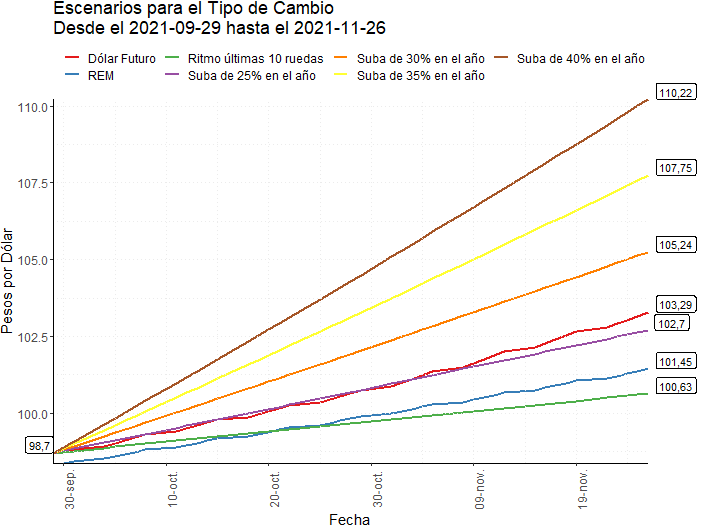 Escenarios para el Tipo de Cambio
Desde el 2021-09-29 hasta el 2021-11-26
Dólar Futuro Ritmo últimas 10 ruedas Suba de 30% en el año Suba de 40% en el año
REM Suba de 25% en el año Suba de 35% en el año
110,22
110.0
107,75
107.5
105,24
105.0
103,29
102,7
102.5
101,45
100,63
100.0
98,7
Pesos por Dólar
30-sep. 10-oct. 20-oct. 30-oct. 09-nov. 19-nov.
Fecha